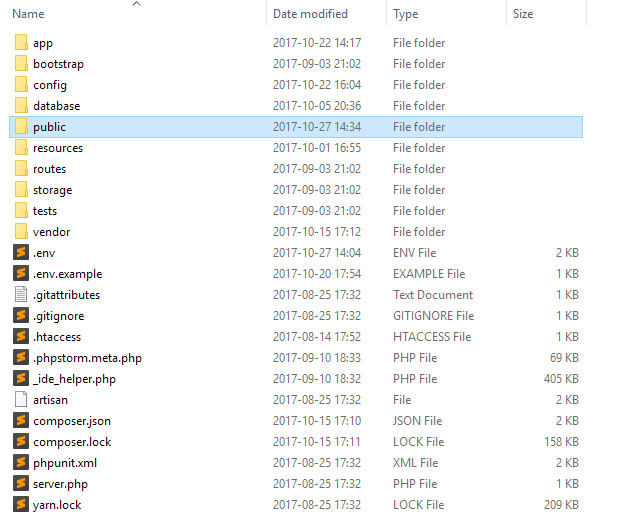 Name Date modified Type Size
app 2017-10-22 14:17 File folder
bootstrap 2017-09-03 21:02 File folder
config 2017-10-22 16:04 File folder
database 2017-10-05 20:36 File folder
public 2017-10-27 14:34 File folder
resources 2017-10-01 16:55 File folder
routes 2017-09-03 21:02 File folder
storage 2017-09-03 21:02 File folder
tests 2017-09-03 21:02 File folder
vendor 2017-10-15 17:12 File folder
.env 2017-10-27 14:04 ENV File 2 KB
.env.example 2017-10-20 17:54 EXAMPLE File 1 KB
.gitattributes 2017-08-25 17:32 Text Document 1 KB
.gitignore 2017-08-25 17:32 GITIGNORE File 1 KB
.htaccess 2017-08-14 17:52 HTACCESS File 1 KB
.phpstorm.meta.php 2017-09-10 18:33 PHP File 69 KB
_ide_helper.php 2017-09-10 18:32 PHP File 405 KB
artisan 2017-08-25 17:32 File 2 KB
composer.json 2017-10-15 17:10 JSON File 2 KB
composer.lock 2017-10-15 17:11 LOCK File 158 KB
phpunit.xml 2017-08-25 17:32 XML File 2 KB
server.php 2017-08-25 17:32 PHP File 1 KB
yarn.lock 2017-08-25 17:32 LOCK File 209 KB